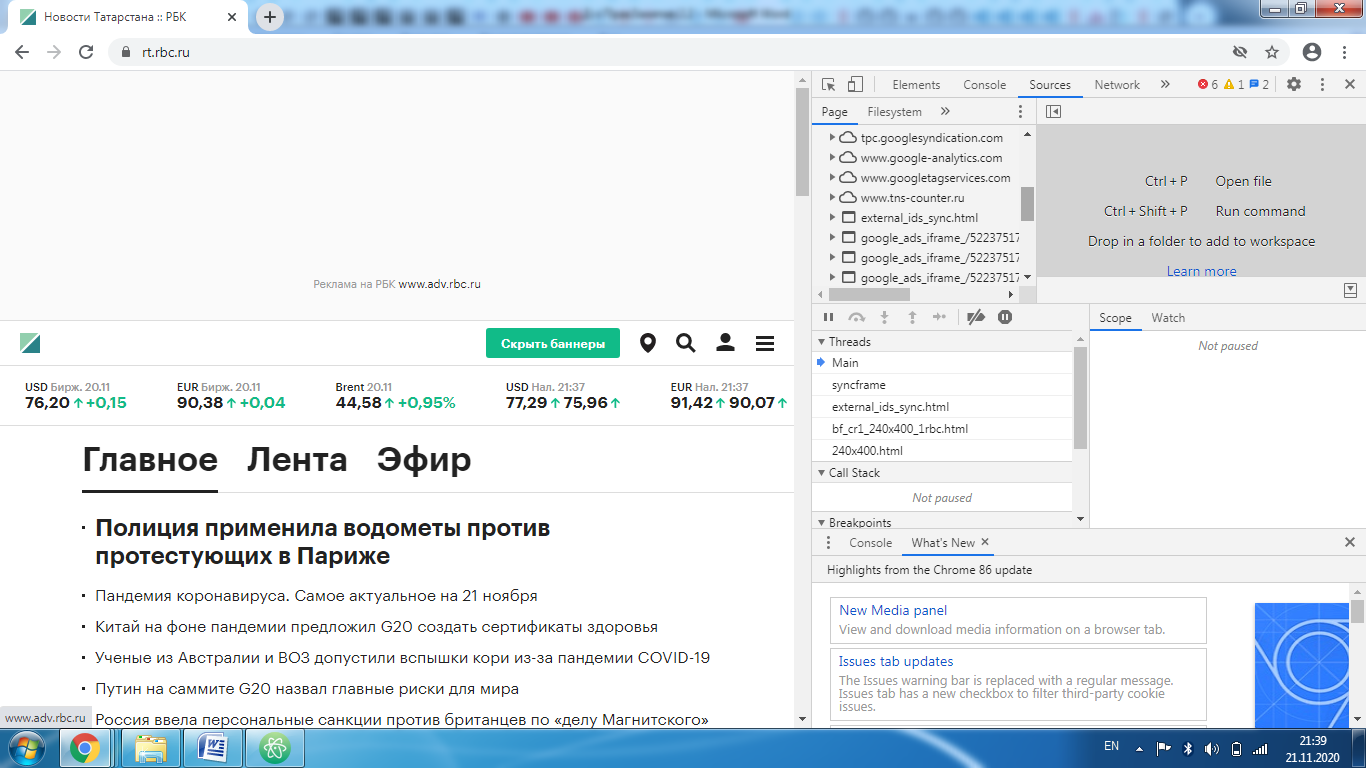 Новости Татарстана :: РБК
rt.rbc.ru
Реклама на РБК www.adv.rbc.ru
Скрыть баннеры
USD Бирж. 20.11
76,20 +0,15
EUR Бирж. 20.11
90,38 +0,04
Brent 20.11
44,58 +0,95%
USD Нал. 21:37
77,29 75,96
EUR Нал. 21:37
91,42 90,07
Главное Лента Эфир
Полиция применила водометы против
протестующих в Париже
Пандемия коронавируса. Самое актуальное на 21 ноября
Китай на фоне пандемии предложил G20 создать сертификаты здоровья
Ученые из Австралии и ВОЗ допустили вспышки кори из-за пандемии COVID-19
Путин на саммите G20 назвал главные риски для мира
Россия ввела персональные санкции против британцев по «делу Магнитского»
www.adv.rbc.ru
Elements Console Sources Network » 6 1 2
Page Filesystem »
tpc.googlesyndication.com
www.google-analytics.com
www.googletagservices.com
www.tns-counter.ru
external_ids_sync.html
google_ads_iframe_/52237517
google_ads_iframe_/52237517
google_ads_iframe_/52237517
Ctrl + P Open file
Ctrl + Shift + P Run command
Drop in a folder to add to workspace
Learn more
Threads
Main
syncframe
external_ids_sync.html
bf_cr1_240x400_1rbc.html
240x400.html
Call Stack
Not paused
Breakpoints
Scope Watch
Not paused
Console What's New
Highlights from the Chrome 86 update
New Media panel
View and download media information on a browser tab.
Issues tab updates
The Issues warning bar is replaced with a regular message.
Issues tab has a new checkbox to filter third-party cookie
issues.
EN
21:39
21.11.2020